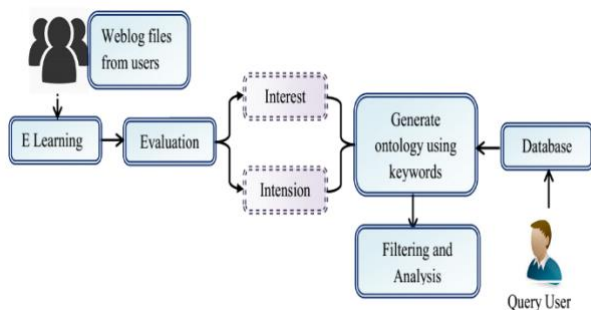 Weblog files
from users
E Learning
Evaluation
Interest
Intension
Generate
ontology using
keywords
Database
Filtering and
Analysis
Query User